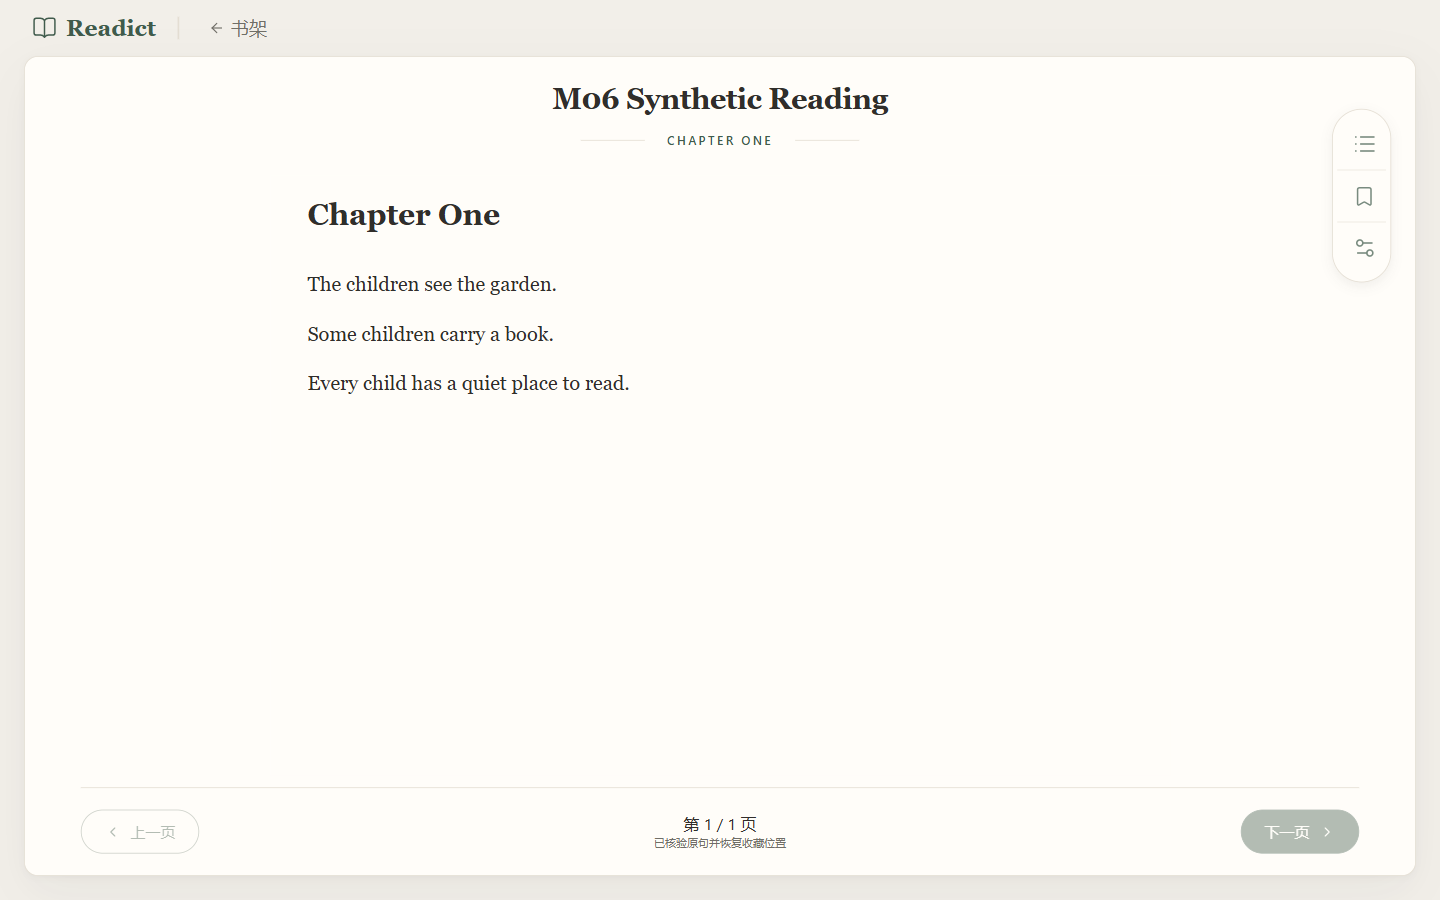 Readict
书架
M06 Synthetic Reading
CHAPTER ONE
Chapter One
The children see the garden.
Some children carry a book.
Every child has a quiet place to read.
上一页
第 1 / 1 页
已核验原句并恢复收藏位置
下一页